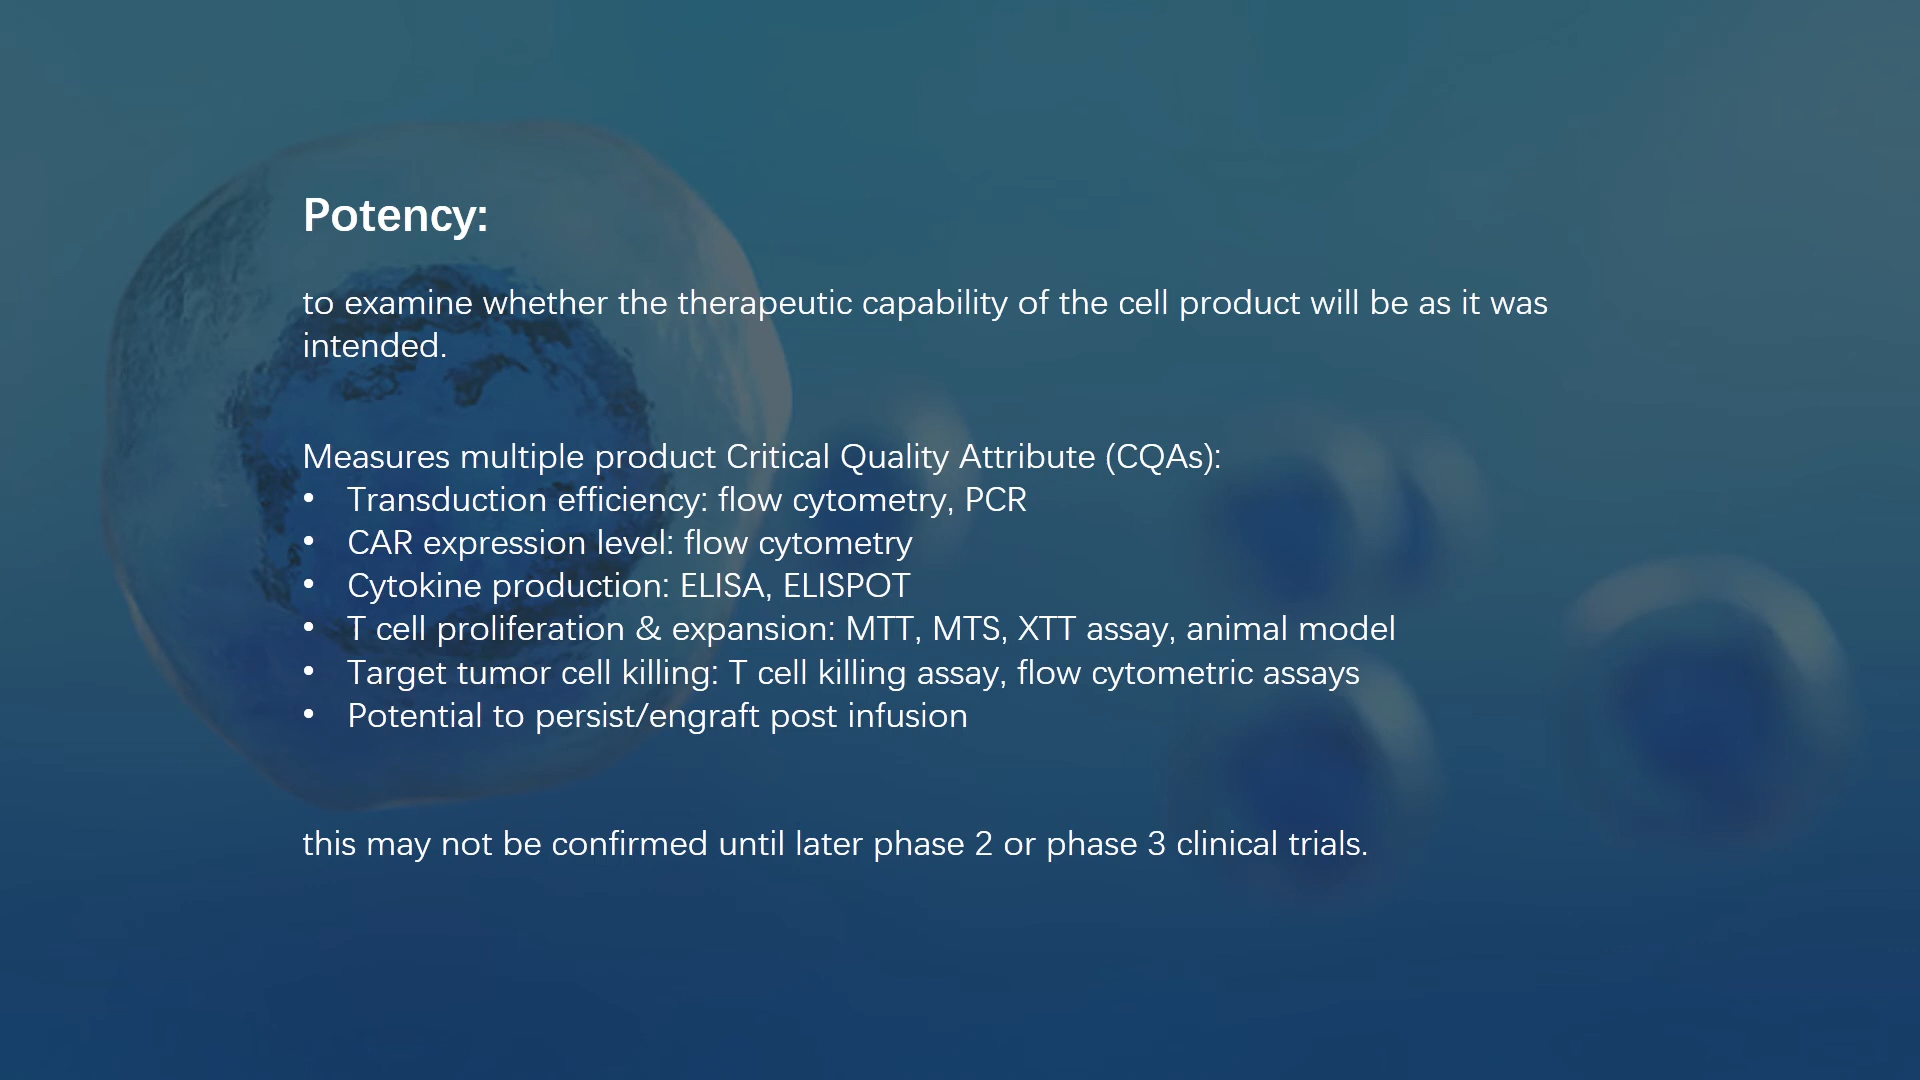 Potency:
to examine whether the therapeutic capability of the cell product will be as it was
intended.
Measures multiple product Critical Quality Attribute (CQAs):
• Transduction efficiency: flow cytometry, PCR
• CAR expression level: flow cytometry
• Cytokine production: ELISA, ELISPOT
• T cell proliferation & expansion: MTT, MTS, XTT assay, animal model
• Target tumor cell killing: T cell killing assay, flow cytometric assays
• Potential to persist/engraft post infusion
this may not be confirmed until later phase 2 or phase 3 clinical trials.